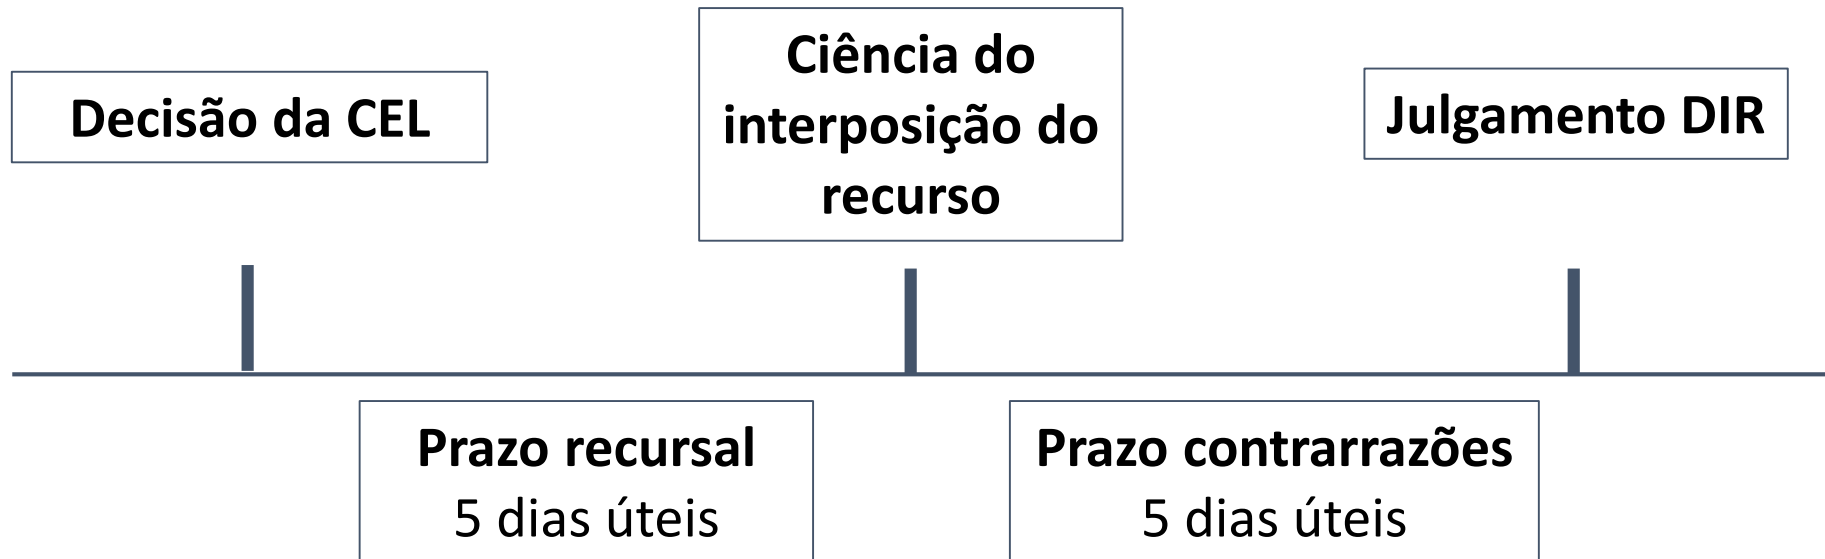 Decisão da CEL
Ciência do
interposição do
recurso
Julgamento DIR
Prazo recursal
5 dias úteis
Prazo contrarrazões
5 dias úteis